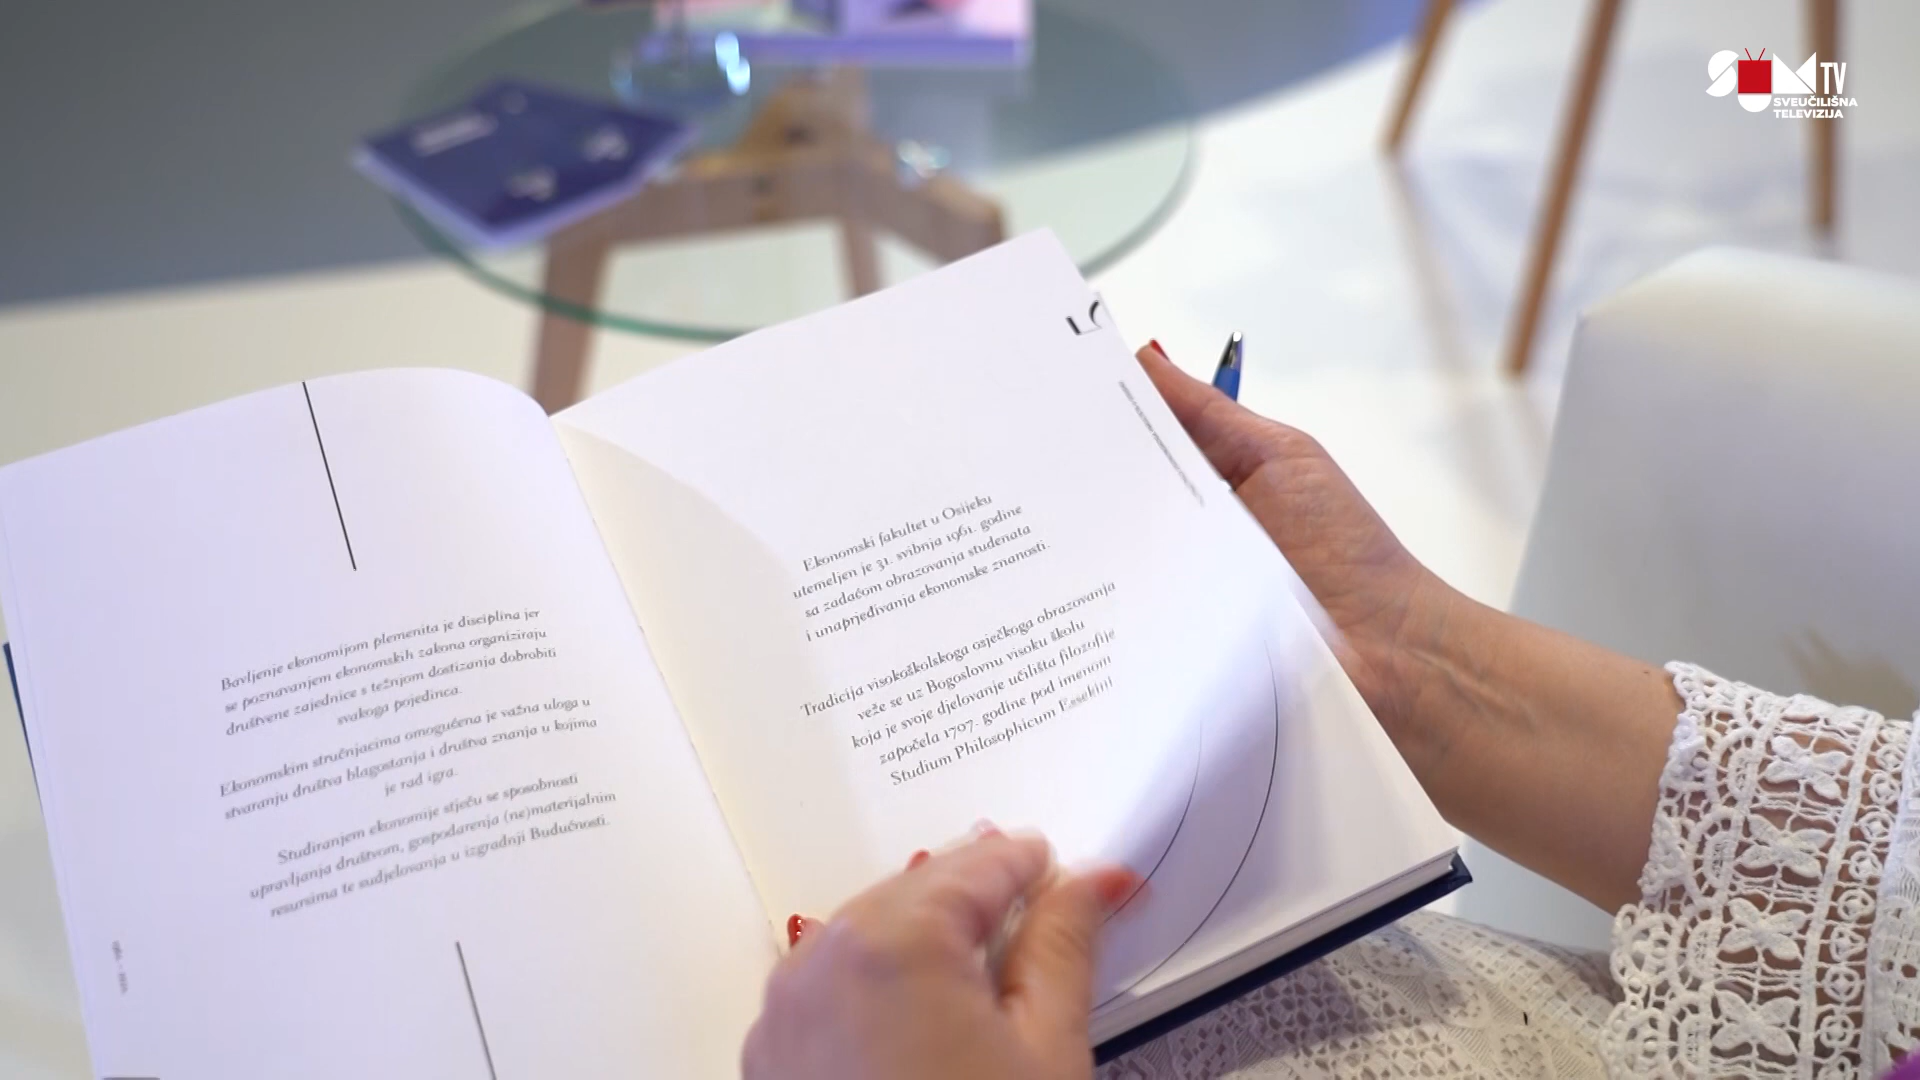 SUMTV
SVEUČILIŠNA
TELEVIZIJA
Bavljenje ekonomijom plemenita je disciplina jer
se poznavanjem ekonomskih zakona organiziraju
društvene zajednice s težnjom dostizanja dobrobiti
svakoga pojedinca.
Ekonomskim stručnjacima omogućena je važna uloga u
stvaranju društva blagostanja i društva znanja u kojima
je rad igra.
Studiranjem ekonomije stječu se sposobnosti
upravljanja društvom, gospodarenja (ne)materijalnim
resursima te sudjelovanja u izgradnji Budućnosti.
5
Ekonomski fakultet u Osijeku
utemeljen je 31. svibnja 1961. godine
sa zadaćom obrazovanja studenata
i unaprjeđivanja ekonomske znanosti.
Tradicija visokoškolskoga osječkoga obrazovanja
veže se uz Bogoslovnu visoku školu
koja je svoje djelovanje učilišta filozofije
započela 1797. godine pod imenom
Studium Philosophicum Essekini